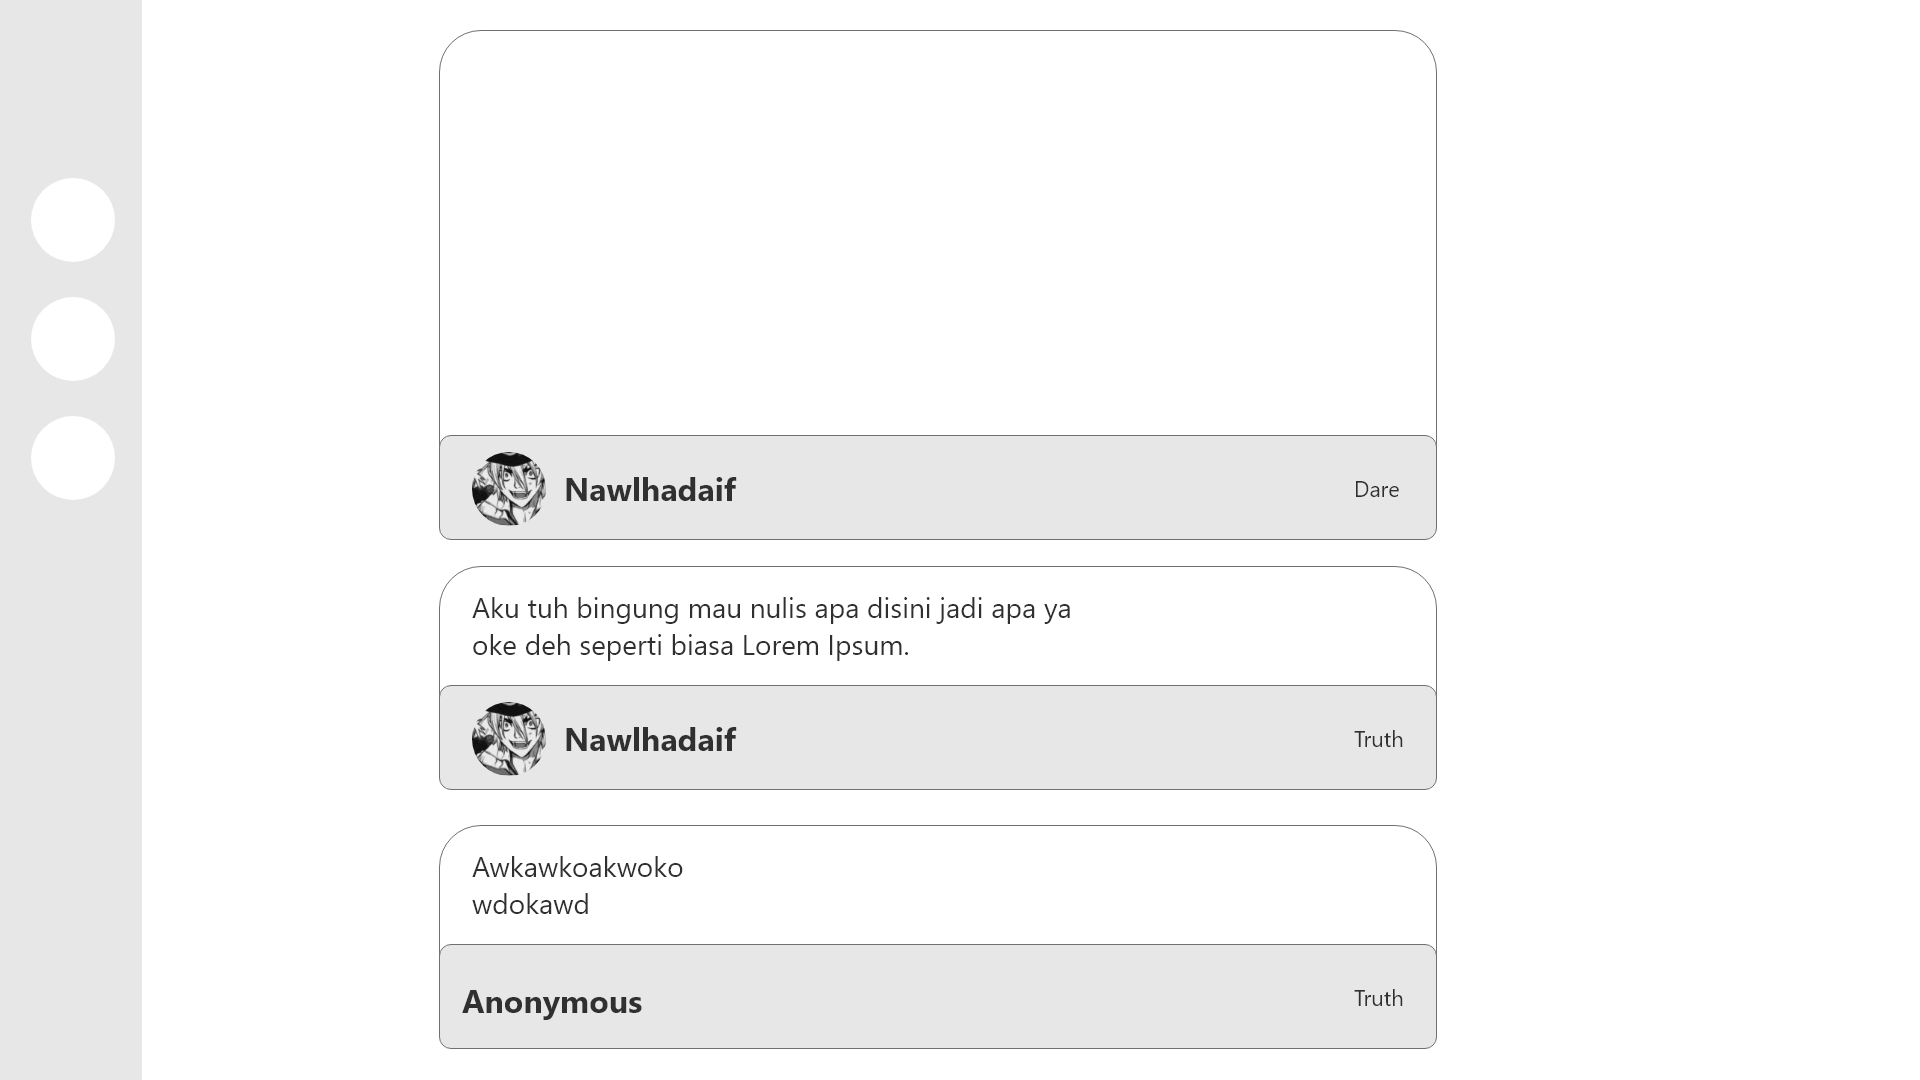 Nawlhadaif
Dare
Aku tuh bingung mau nulis apa disini jadi apa ya
oke deh seperti biasa Lorem Ipsum.
Nawlhadaif
Truth
Awkawkoakwoko
wdokawd
Anonymous
Truth